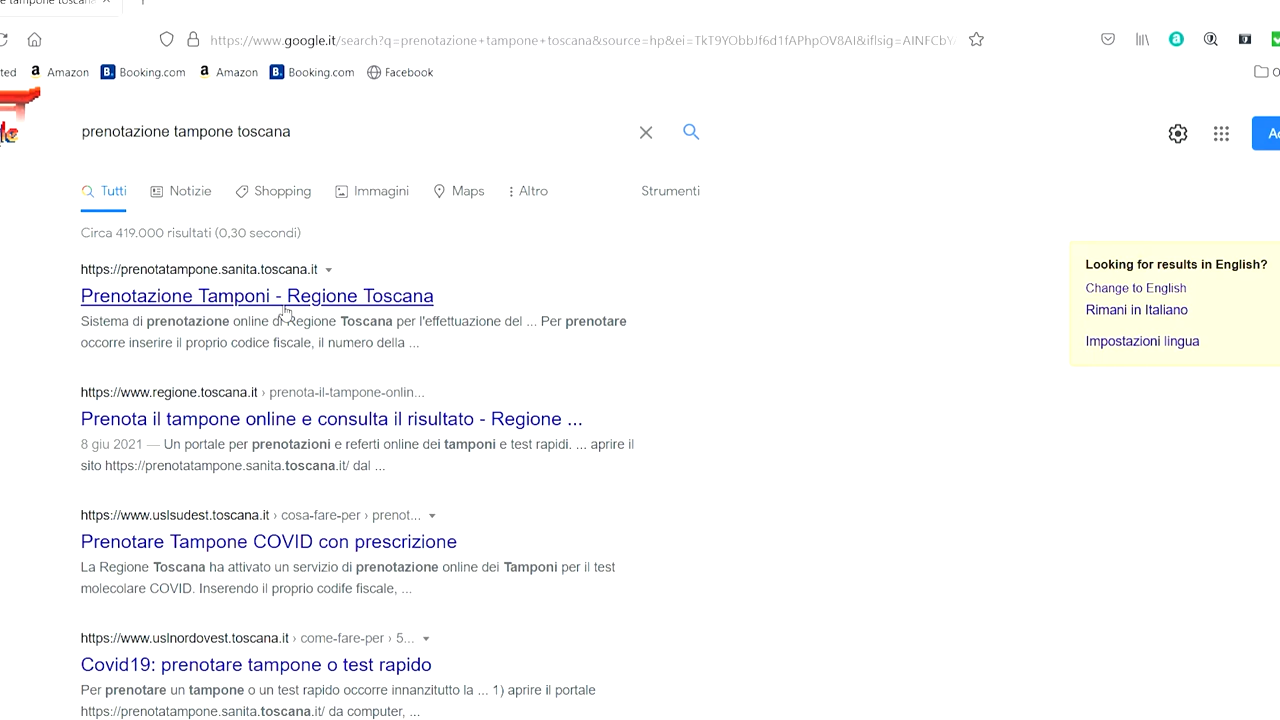 e tampone toscana
https://www.google.it/search?q=prenotazione+tampone+toscana&source=hp&ei=TkT9YObbJf6d1fAPhpOV8AI&iflsig=AINFCbY
ted Amazon Booking.com Amazon Booking.com Facebook
prenotazione tampone toscana
Tutti Notizie Shopping Immagini Maps Altro Strumenti
Circa 419.000 risultati (0,30 secondi)
https://prenotatampone.sanita.toscana.it
Prenotazione Tamponi - Regione Toscana
Sistema di prenotazione online di Regione Toscana per l'effettuazione del ... Per prenotare
occorre inserire il proprio codice fiscale, il numero della ...
https://www.regione.toscana.it › prenota-il-tampone-onlin...
Prenota il tampone online e consulta il risultato - Regione ...
8 giu 2021 — Un portale per prenotazioni e referti online dei tamponi e test rapidi. ... aprire il
sito https://prenotatampone.sanita.toscana.it/ dal ...
https://www.uslsudest.toscana.it › cosa-fare-per › prenot...
Prenotare Tampone COVID con prescrizione
La Regione Toscana ha attivato un servizio di prenotazione online dei Tamponi per il test
molecolare COVID. Inserendo il proprio codife fiscale, ...
https://www.uslnordovest.toscana.it › come-fare-per › 5...
Covid19: prenotare tampone o test rapido
Per prenotare un tampone o un test rapido occorre innanzitutto la ... 1) aprire il portale
https://prenotatampone.sanita.toscana.it/ da computer, ...
Looking for results in English?
Change to English
Rimani in Italiano
Impostazioni lingua